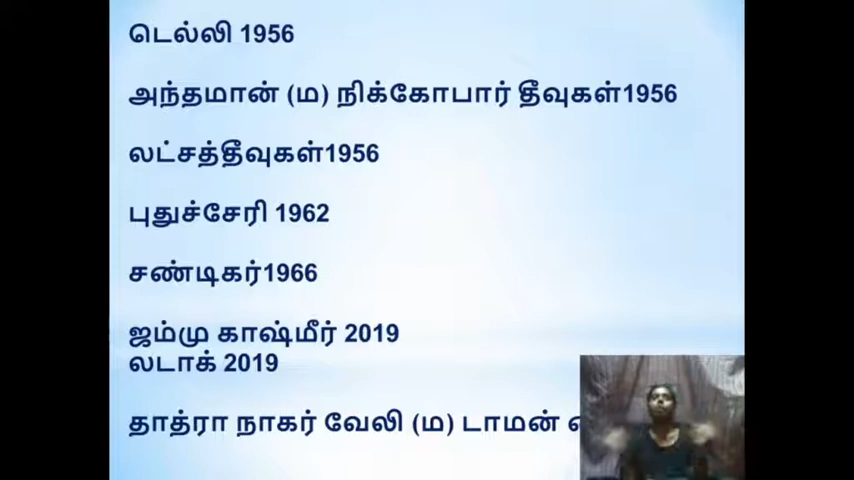 டெல்லி 1956
அந்தமான் (ம) நிக்கோபார் தீவுகள்1956
லட்சத்தீவுகள்1956
புதுச்சேரி 1962
சண்டிகர்1966
ஜம்மு காஷ்மீர் 2019
லடாக் 2019
தாத்ரா நாகர் வேலி (ம) டாமன்